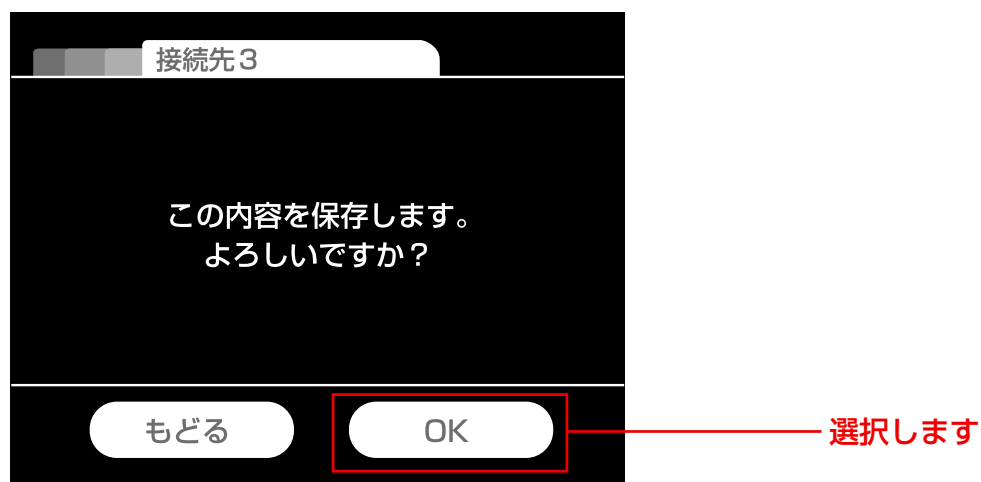 接続先3
この内容を保存します。
よろしいですか？
もどる
OK
選択します